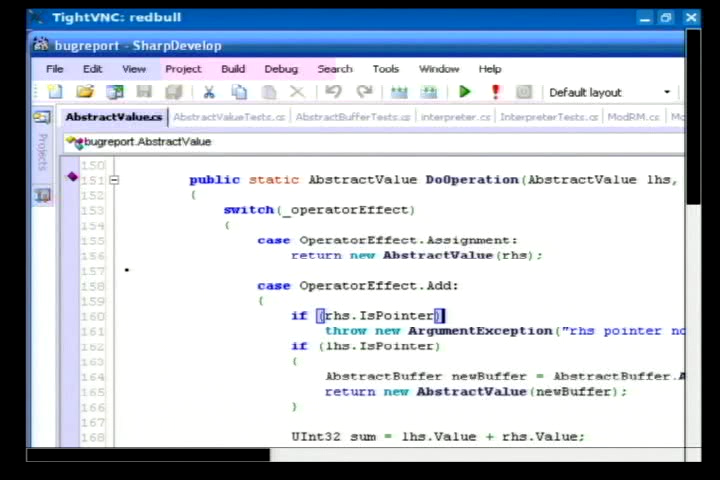 TightVNC: redbull
bugreport - SharpDevelop
File Edit View Project Build Debug Search Tools Window Help
Default layout
AbstractValue.cs AbstractValueTests.cs AbstractBufferTests.cs interpreter.cs InterpreterTests.cs ModRM.cs Mo
bugreport.AbstractValue
Projects
150
151 public static AbstractValue DoOperation(AbstractValue lhs,
152 {
153 switch(_operatorEffect)
154 {
155 case OperatorEffect.Assignment:
156 return new AbstractValue(rhs);
157
158 case OperatorEffect.Add:
159 {
160 if (rhs.IsPointer)
161 throw new ArgumentException("rhs pointer no
162 if (lhs.IsPointer)
163 {
164 AbstractBuffer newBuffer = AbstractBuffer.A
165 return new AbstractValue(newBuffer);
166 }
167
168 UInt32 sum = lhs.Value + rhs.Value;